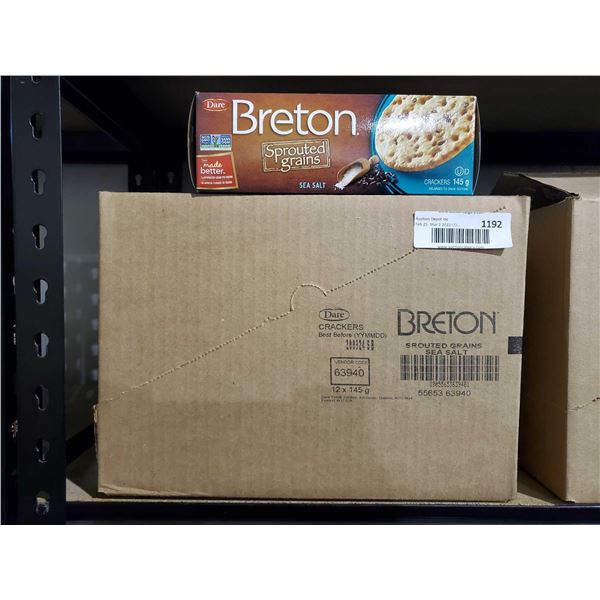 Dare
Breton
Sprouted
grains
SEA SALT
made
better.
CRACKERS 145 g
1192
Dare
CRACKERS
Best Before (YYMMDD)
BRETON
SROUTED GRAINS
SEA SALT
VENDOR CODE
63940
12 x 145 g
55653 63940